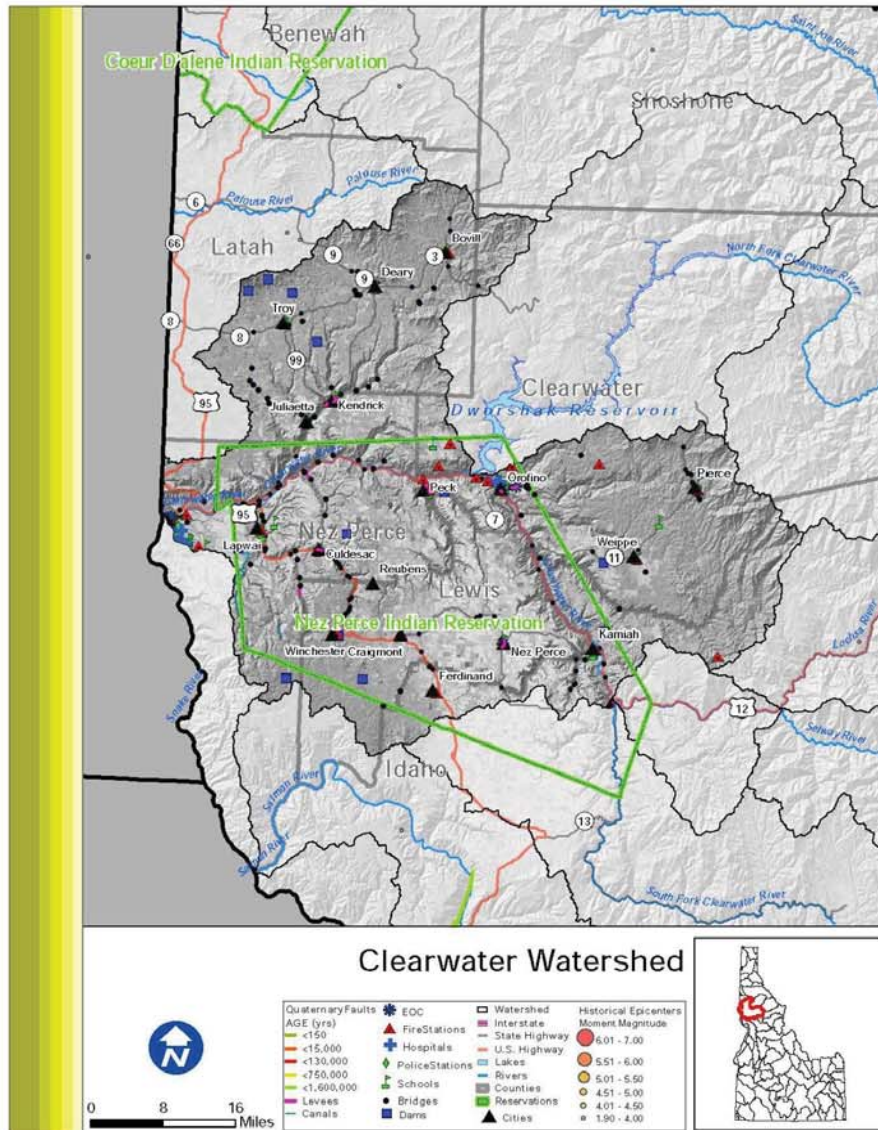 Benewah
Saint Joe River
Coeur D'alene Indian Reservation
Shoshone
6
Palouse River
Palouse River
66
Latah
Bovill
9
3
North Fork Clearwater River
9
Deary
Troy
8
8
99
Clearwater
95
Juliaetta
Kendrick
Dworshak Reservoir
Pierce
Orofino
Peck
95
7
Nez Perce
Weippe
11
Lapwai
Culdesac
Reubens
Lewis
Nez Perce Indian Reservation
Lochsa River
Kamiah
Winchester
Craigmont
Nez Perce
Ferdinand
Snake River
12
Selway River
Idaho
Salmon River
Salmon River
13
South Fork Clearwater River
Clearwater Watershed
N
0 8 16
Miles
Quaternary Faults
AGE (yrs)
<150
<15,000
<130,000
<750,000
<1,600,000
Levees
Canals
EOC
FireStations
Hospitals
PoliceStations
Schools
Bridges
Dams
Watershed
Interstate
State Highway
U.S. Highway
Lakes
Rivers
Counties
Reservations
Cities
Historical Epicenters
Moment Magnitude
6.01 - 7.00
5.51 - 6.00
5.01 - 5.50
4.51 - 5.00
4.01 - 4.50
1.90 - 4.00